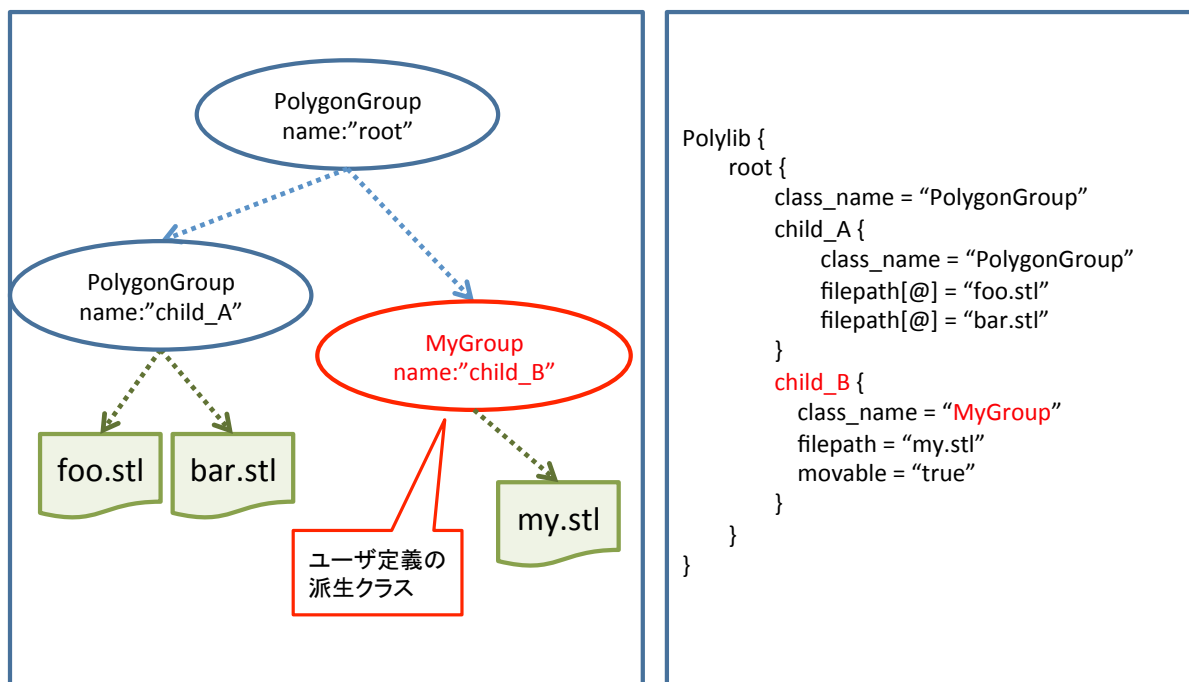 PolygonGroup
name:”root”
PolygonGroup
name:”child_A”
MyGroup
name:”child_B”
foo.stl
bar.stl
my.stl
ユーザ定義の
派生クラス
Polylib {
root {
class_name = “PolygonGroup”
child_A {
class_name = “PolygonGroup”
filepath[@] = “foo.stl”
filepath[@] = “bar.stl”
}
child_B {
class_name = “MyGroup”
filepath = “my.stl”
movable = “true”
}
}
}